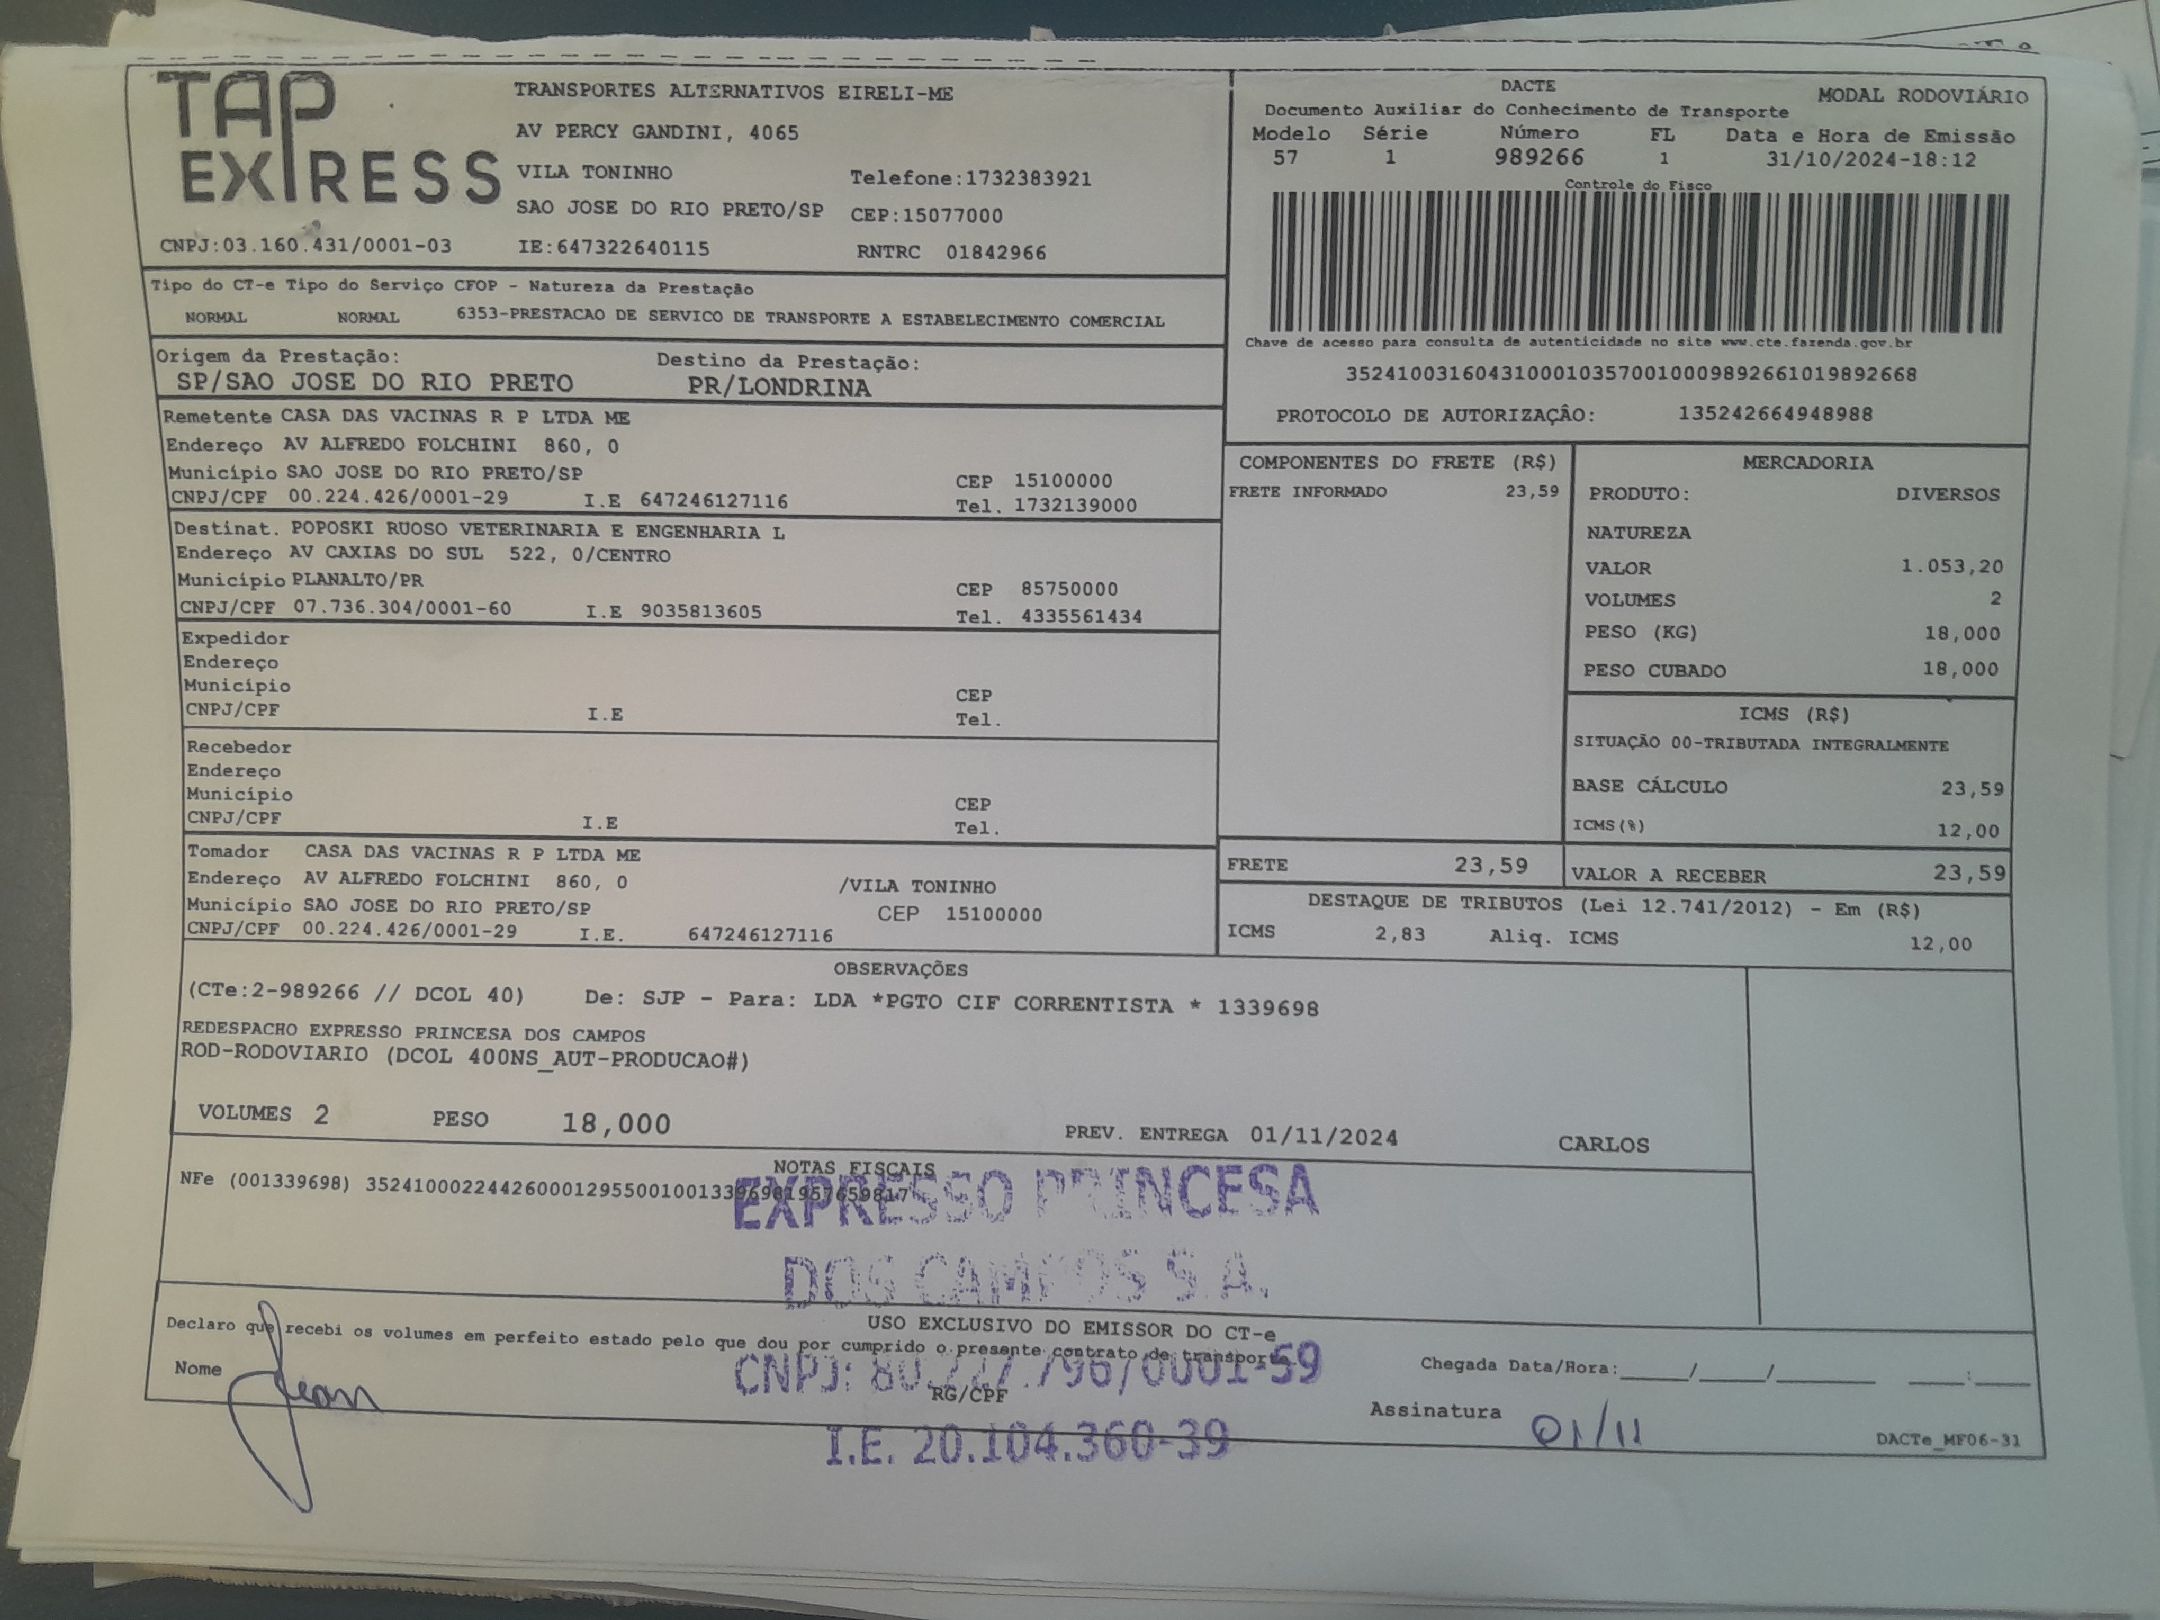 TAP EXPRESS
TRANSPORTES ALTERNATIVOS EIRELI-ME
AV PERCY GANDINI, 4065
VILA TONINHO Telefone:1732383921
SAO JOSE DO RIO PRETO/SP CEP:15077000
CNPJ:03.160.431/0001-03 IE:647322640115 RNTRC 01842966
DACTE MODAL RODOVIÁRIO
Documento Auxiliar do Conhecimento de Transporte
Modelo Série Número FL Data e Hora de Emissão
57 1 989266 1 31/10/2024-18:12
Controle do Fisco
Chave de acesso para consulta de autenticidade no site www.cte.fazenda.gov.br
35241003160431000103570010009892661019892668
PROTOCOLO DE AUTORIZAÇÂO: 135242664948988
Tipo do CT-e Tipo do Serviço CFOP - Natureza da Prestação
NORMAL NORMAL 6353-PRESTACAO DE SERVICO DE TRANSPORTE A ESTABELECIMENTO COMERCIAL
Origem da Prestação: Destino da Prestação:
SP/SAO JOSE DO RIO PRETO PR/LONDRINA
Remetente CASA DAS VACINAS R P LTDA ME
Endereço AV ALFREDO FOLCHINI 860, 0
Município SAO JOSE DO RIO PRETO/SP CEP 15100000
CNPJ/CPF 00.224.426/0001-29 I.E 647246127116 Tel. 1732139000
Destinat. POPOSKI RUOSO VETERINARIA E ENGENHARIA L
Endereço AV CAXIAS DO SUL 522, 0/CENTRO
Município PLANALTO/PR CEP 85750000
CNPJ/CPF 07.736.304/0001-60 I.E 9035813605 Tel. 4335561434
Expedidor
Endereço
Município CEP
CNPJ/CPF I.E Tel.
Recebedor
Endereço
Município CEP
CNPJ/CPF I.E Tel.
Tomador CASA DAS VACINAS R P LTDA ME
Endereço AV ALFREDO FOLCHINI 860, 0 /VILA TONINHO
Município SAO JOSE DO RIO PRETO/SP CEP 15100000
CNPJ/CPF 00.224.426/0001-29 I.E. 647246127116
COMPONENTES DO FRETE (R$)
FRETE INFORMADO 23,59
MERCADORIA
PRODUTO: DIVERSOS
NATUREZA
VALOR 1.053,20
VOLUMES 2
PESO (KG) 18,000
PESO CUBADO 18,000
ICMS (R$)
SITUAÇÃO 00-TRIBUTADA INTEGRALMENTE
BASE CÁLCULO 23,59
ICMS(%) 12,00
FRETE 23,59 VALOR A RECEBER 23,59
DESTAQUE DE TRIBUTOS (Lei 12.741/2012) - Em (R$)
ICMS 2,83 Aliq. ICMS 12,00
OBSERVAÇÕES
(CTe:2-989266 // DCOL 40) De: SJP - Para: LDA *PGTO CIF CORRENTISTA * 1339698
REDESPACHO EXPRESSO PRINCESA DOS CAMPOS
ROD-RODOVIARIO (DCOL 400NS_AUT-PRODUCAO#)
VOLUMES 2 PESO 18,000 PREV. ENTREGA 01/11/2024 CARLOS
NOTAS FISCAIS
NFe (001339698) 35241000224426000129550010013396981957659817
EXPRESSO PRINCESA
DOS CAMPOS S.A.
USO EXCLUSIVO DO EMISSOR DO CT-e
Declaro que recebi os volumes em perfeito estado pelo que dou por cumprido o presente contrato de transporte.
CNPJ: 80.227.796/0001-59
Nome Jean RG/CPF Chegada Data/Hora:____/____/______ ___:___
Assinatura 01/11
I.E. 20.104.360-39
DACTe_MF06-31